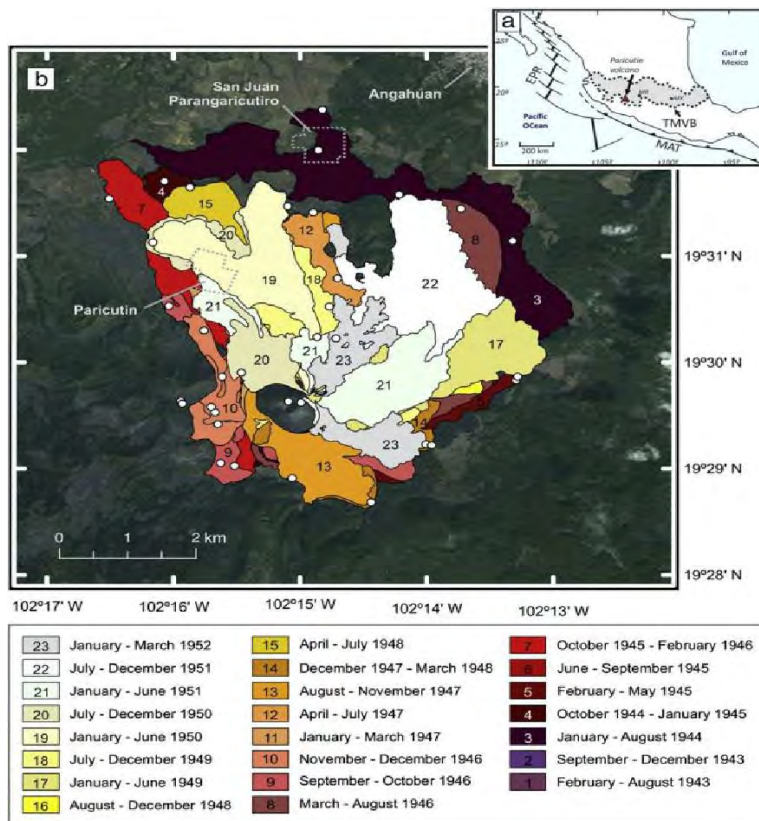 a
25°
20°
15°
Gulf of
Mexico
Paricutin
volcano
EPR
TMVB
Pacific
OCean
MAT
200 km
110°
105°
100°
95°
b
San Juan
Parangaricutiro
Angahuan
4
7
15
20
12
8
19
18
22
3
Paricutin
21
17
20
21
23
21
10
14
23
9
13
19°31' N
19°30' N
19°29' N
19°28' N
0 1 2 km
102°17' W 102°16' W 102°15' W 102°14' W 102°13' W
23 January - March 1952
22 July - December 1951
21 January - June 1951
20 July - December 1950
19 January - June 1950
18 July - December 1949
17 January - June 1949
16 August - December 1948
15 April - July 1948
14 December 1947 - March 1948
13 August - November 1947
12 April - July 1947
11 January - March 1947
10 November - December 1946
9 September - October 1946
8 March - August 1946
7 October 1945 - February 1946
6 June - September 1945
5 February - May 1945
4 October 1944 - January 1945
3 January - August 1944
2 September - December 1943
1 February - August 1943